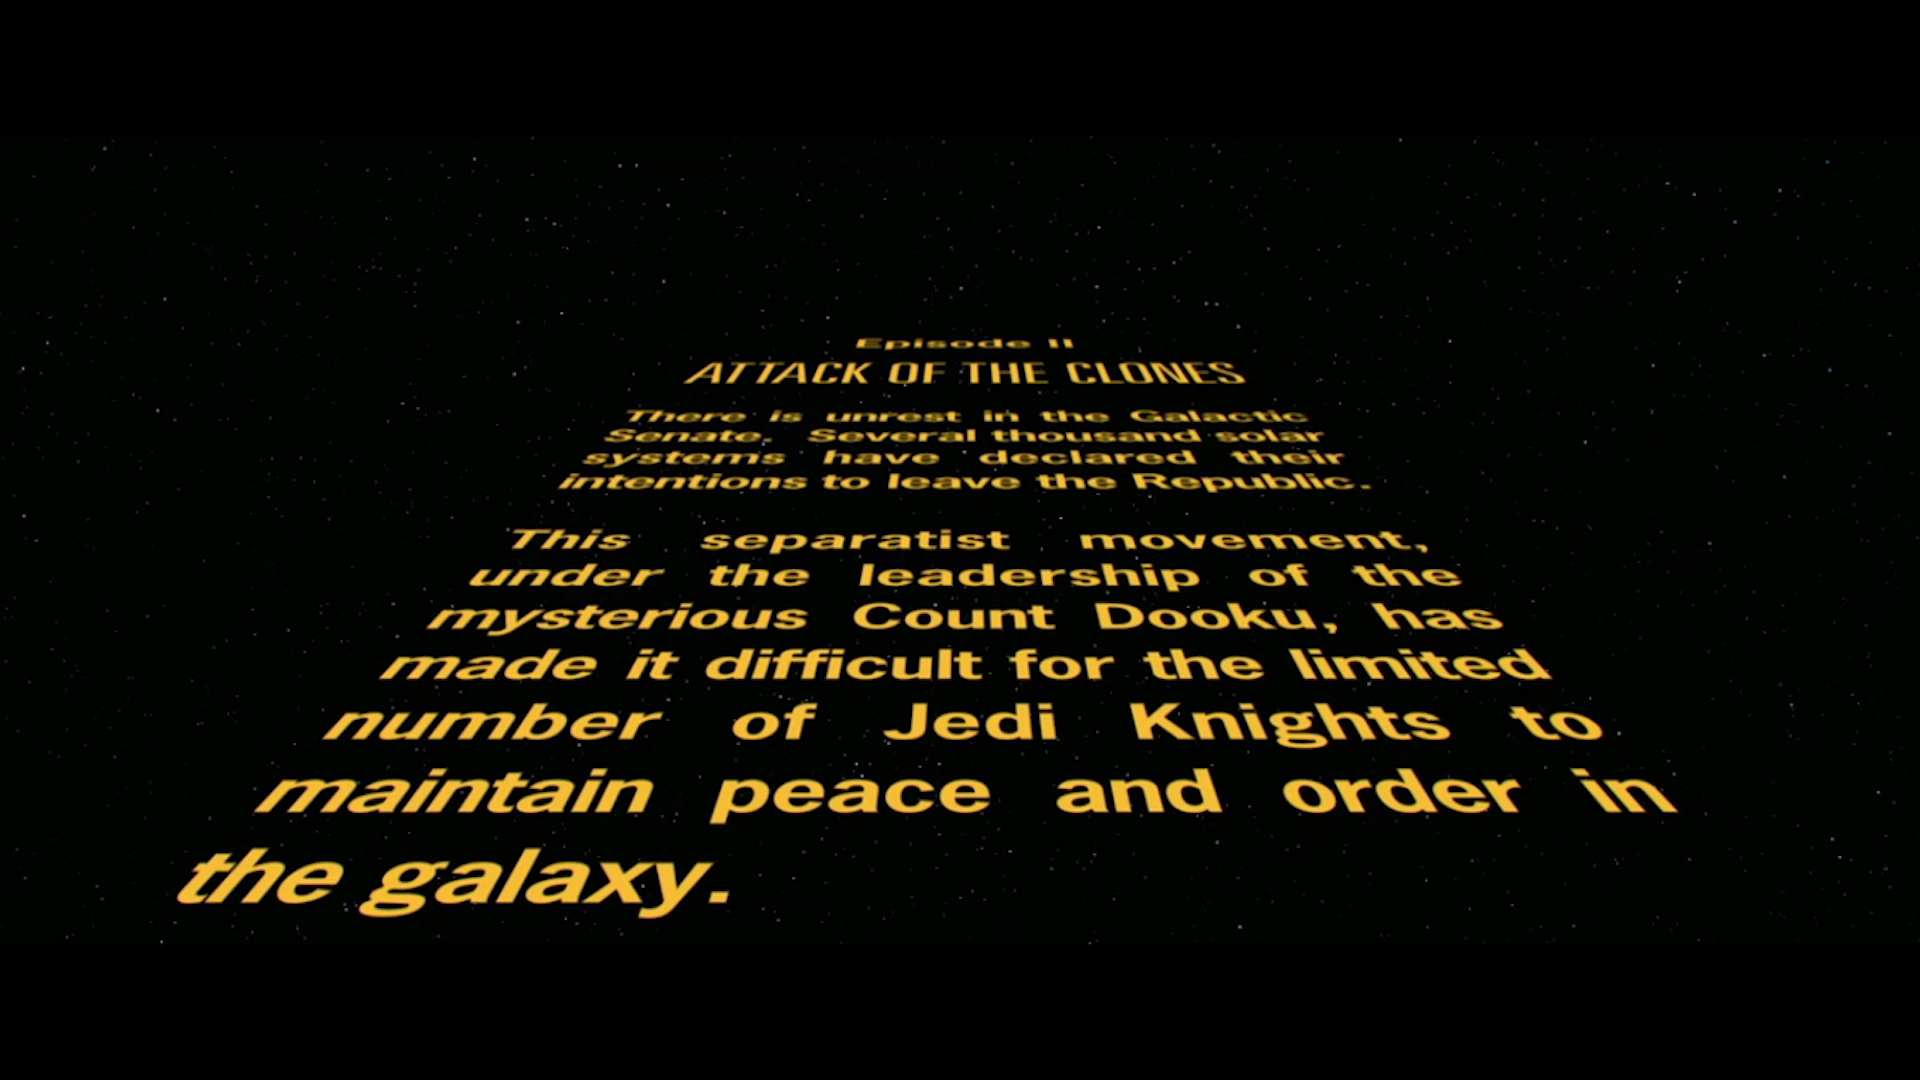 Episode II
ATTACK OF THE CLONES
There is unrest in the Galactic
Senate. Several thousand solar
systems have declared their
intentions to leave the Republic.
This separatist movement,
under the leadership of the
mysterious Count Dooku, has
made it difficult for the limited
number of Jedi Knights to
maintain peace and order in
the galaxy.